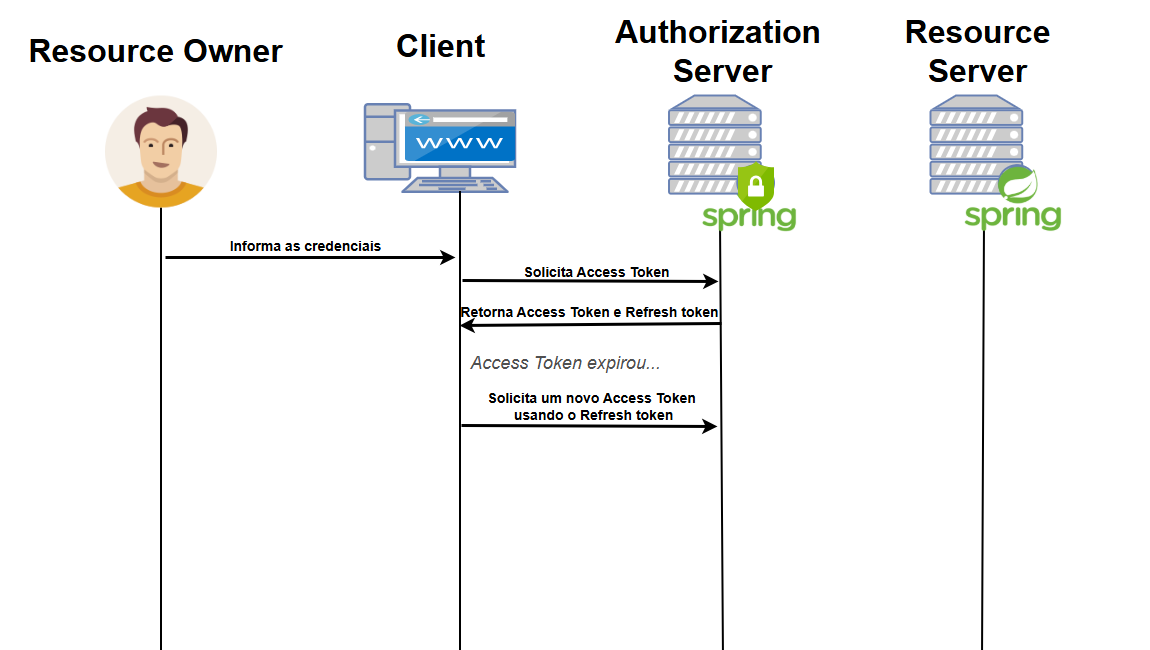 Resource Owner
Client
Authorization
Server
Resource
Server
WWW
spring
spring
Informa as credenciais
Solicita Access Token
Retorna Access Token e Refresh token
Access Token expirou...
Solicita um novo Access Token
usando o Refresh token